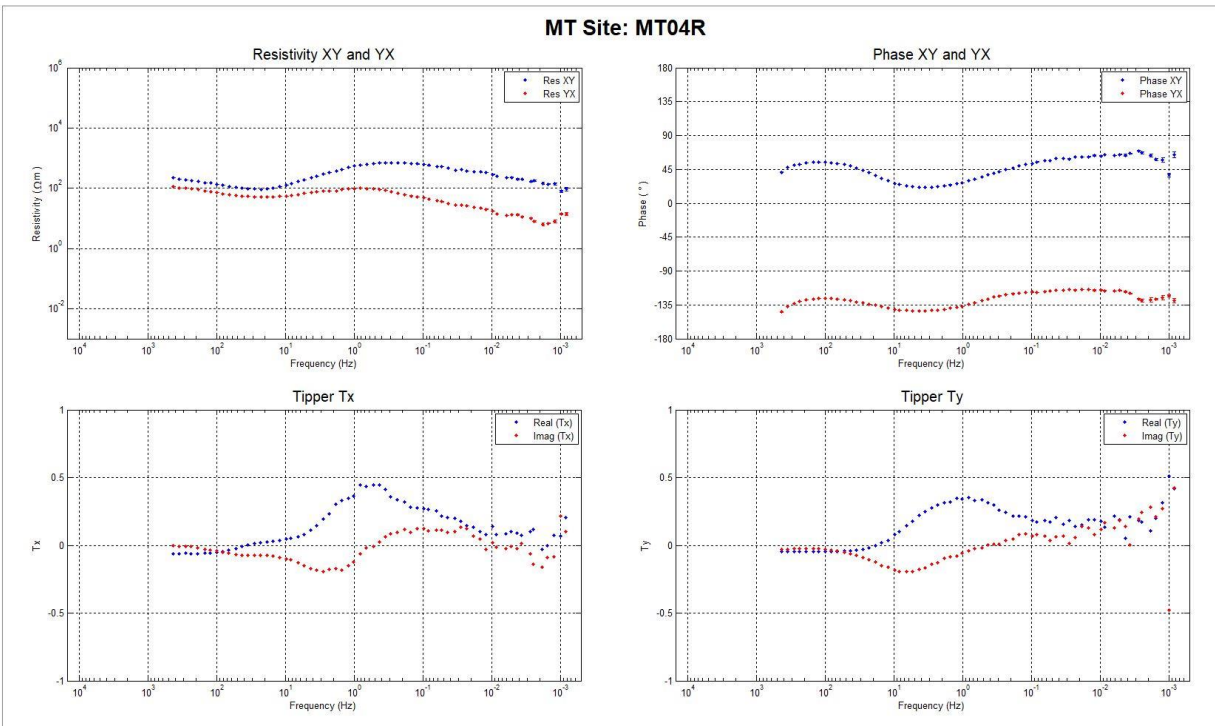 MT Site: MT04R
Resistivity XY and YX
Res XY
Res YX
10^6
10^4
10^2
10^0
10^-2
Resistivity (Ωm)
10^4 10^3 10^2 10^1 10^0 10^-1 10^-2 10^-3
Frequency (Hz)
Phase XY and YX
Phase XY
Phase YX
180
135
90
45
0
-45
-90
-135
-180
Phase (°)
10^4 10^3 10^2 10^1 10^0 10^-1 10^-2 10^-3
Frequency (Hz)
Tipper Tx
Real (Tx)
Imag (Tx)
1
0.5
0
-0.5
-1
Tx
10^4 10^3 10^2 10^1 10^0 10^-1 10^-2 10^-3
Frequency (Hz)
Tipper Ty
Real (Ty)
Imag (Ty)
1
0.5
0
-0.5
-1
Ty
10^4 10^3 10^2 10^1 10^0 10^-1 10^-2 10^-3
Frequency (Hz)